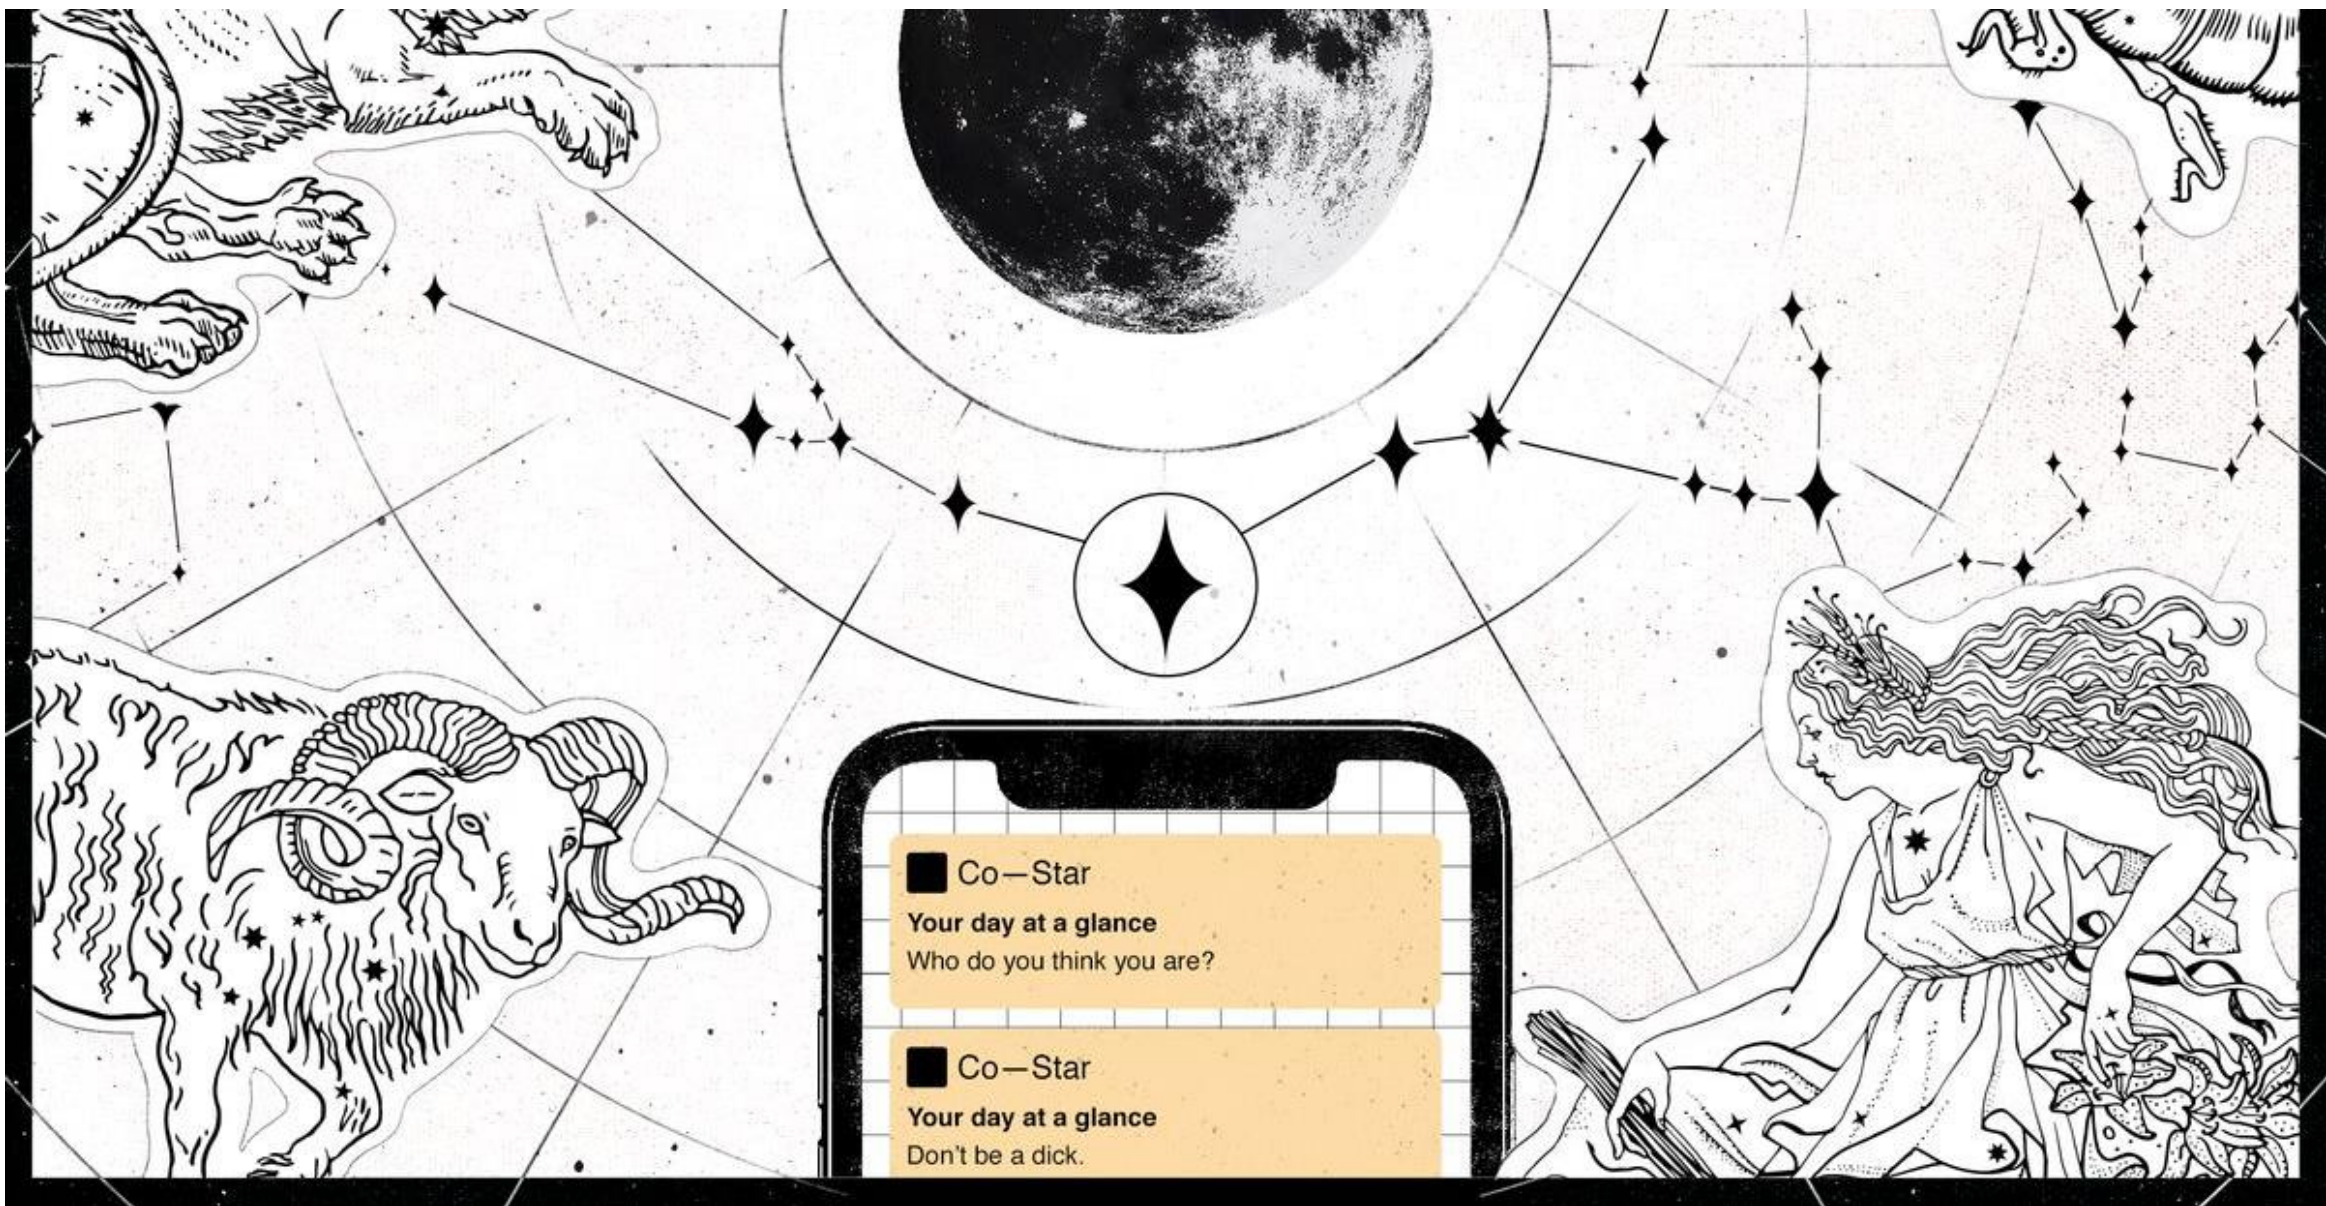 Co—Star
Your day at a glance
Who do you think you are?
Co—Star
Your day at a glance
Don't be a dick.